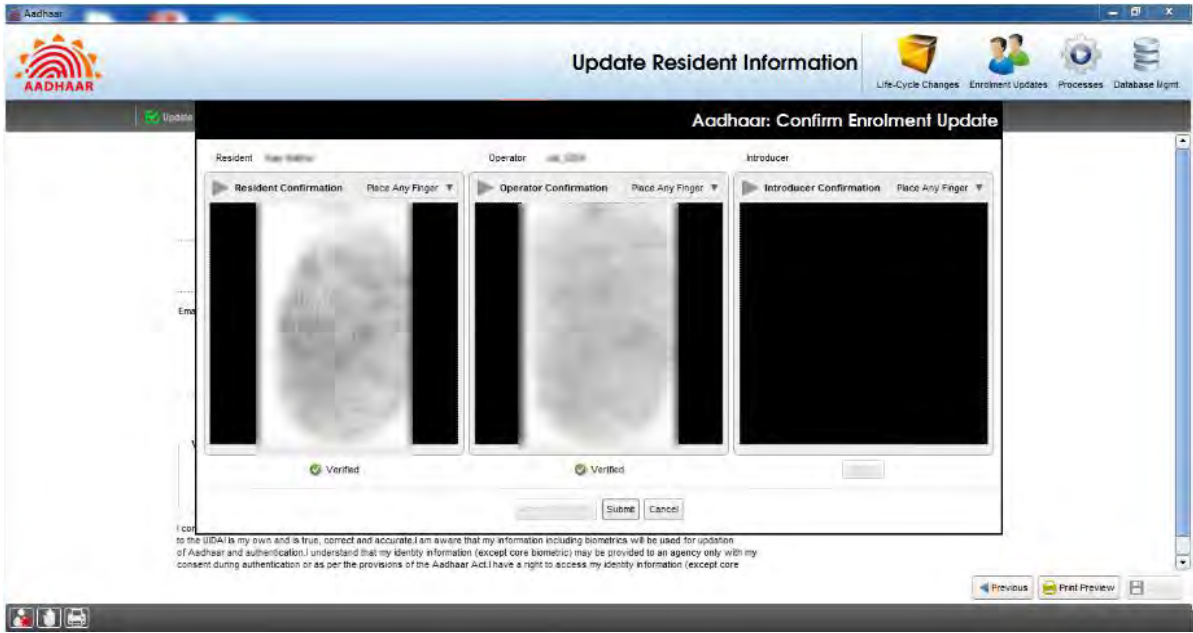 Aadhaar
AADHAAR
Update Resident Information
Life-Cycle Changes Enrolment Updates Processes Database Mgmt
Update
Aadhaar: Confirm Enrolment Update
Resident
Operator
Introducer
Resident Confirmation Place Any Finger
Operator Confirmation Place Any Finger
Introducer Confirmation Place Any Finger
Ema
V
Verified
Verified
Submit Cancel
I con
to the UIDAI is my own and is true, correct and accurate.I am aware that my information including biometrics will be used for updation
of Aadhaar and authentication.I understand that my identity information (except core biometric) may be provided to an agency only with my
consent during authentication or as per the provisions of the Aadhaar Act.I have a right to access my identity information (except core
Previous Print Preview